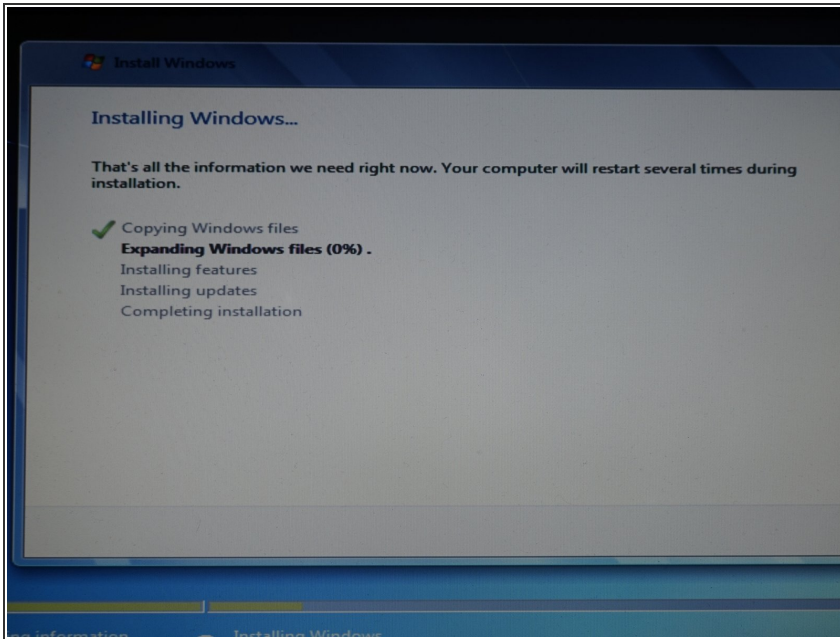 Install Windows
Installing Windows...
That's all the information we need right now. Your computer will restart several times during
installation.
Copying Windows files
Expanding Windows files (0%) .
Installing features
Installing updates
Completing installation
information
Installing Windows